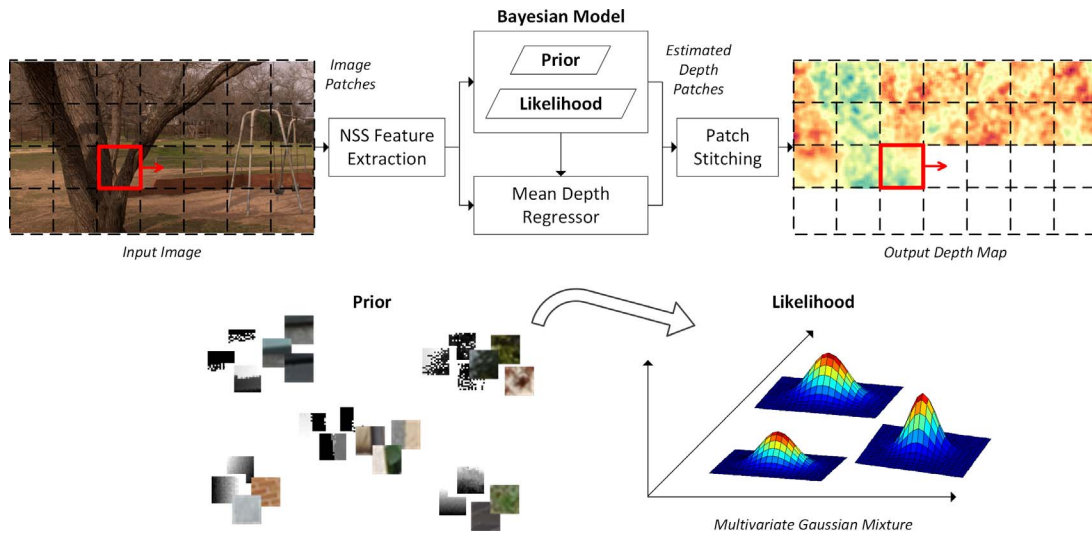 Bayesian Model
Image
Patches
Prior
Likelihood
Estimated
Depth
Patches
NSS Feature
Extraction
Mean Depth
Regressor
Patch
Stitching
Input Image
Output Depth Map
Prior
Likelihood
Multivariate Gaussian Mixture